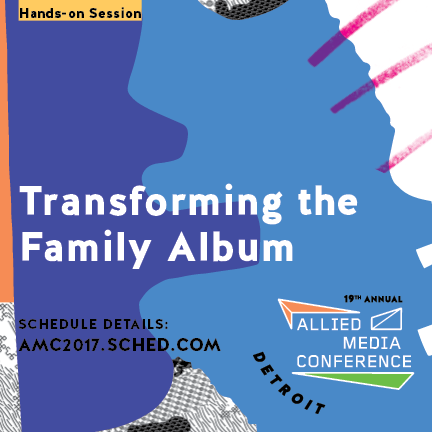 Hands-on Session
Transforming the
Family Album
SCHEDULE DETAILS:
AMC2017.SCHED.COM
19TH ANNUAL
ALLIED
MEDIA
CONFERENCE
DETROIT